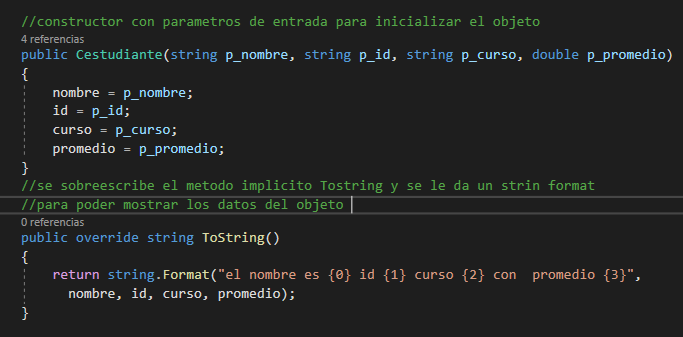 //constructor con parametros de entrada para inicializar el objeto
4 referencias
public Cestudiante(string p_nombre, string p_id, string p_curso, double p_promedio)
{
nombre = p_nombre;
id = p_id;
curso = p_curso;
promedio = p_promedio;
}
//se sobreescribe el metodo implicito Tostring y se le da un strin format
//para poder mostrar los datos del objeto
0 referencias
public override string ToString()
{
return string.Format("el nombre es {0} id {1} curso {2} con  promedio {3}",
nombre, id, curso, promedio);
}